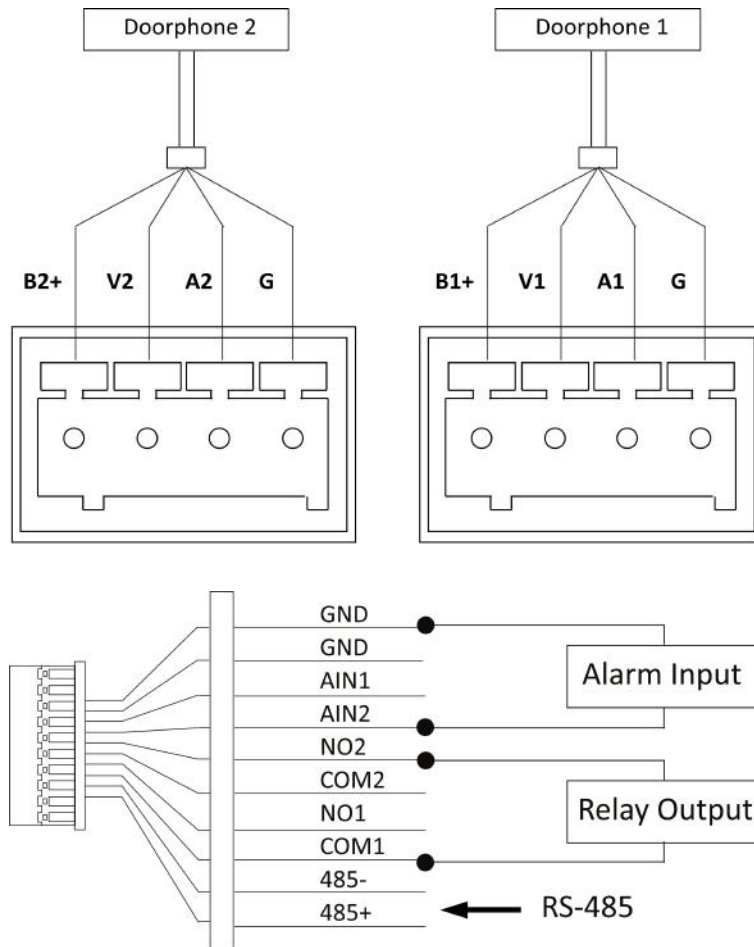 Doorphone 2
Doorphone 1
B2+ V2 A2 G
B1+ V1 A1 G
GND
GND
AIN1
AIN2
NO2
COM2
NO1
COM1
485-
485+
Alarm Input
Relay Output
RS-485